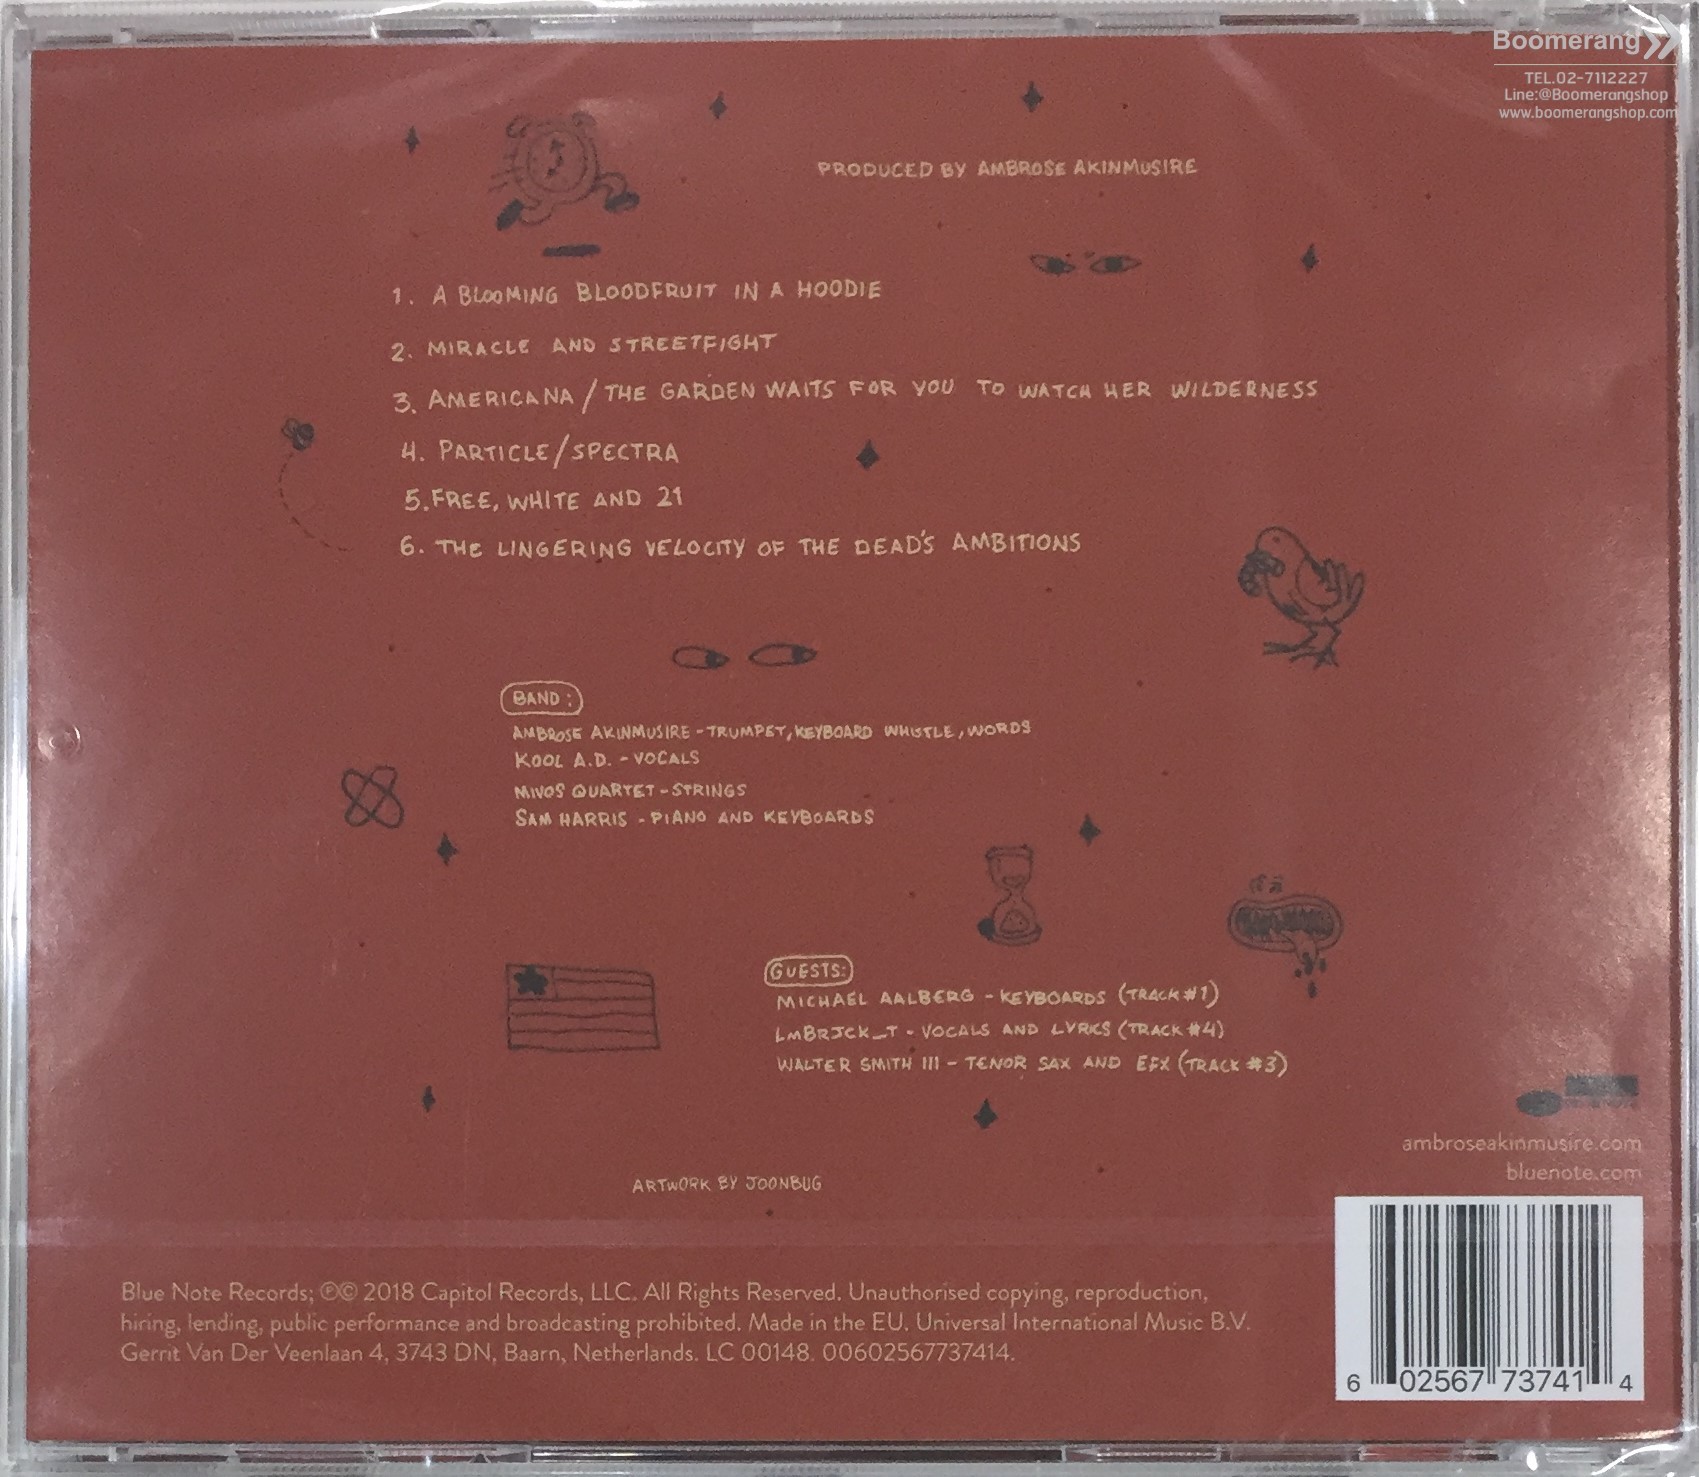 Boomerang
TEL.02-7112227
Line:@Boomerangshop
www.boomerangshop.com
PRODUCED BY AMBROSE AKINMUSIRE
1. A BLOOMING BLOODFRUIT IN A HOODIE
2. MIRACLE AND STREETFIGHT
3. AMERICANA / THE GARDEN WAITS FOR YOU TO WATCH HER WILDERNESS
4. PARTICLE/SPECTRA
5. FREE, WHITE AND 21
6. THE LINGERING VELOCITY OF THE DEAD'S AMBITIONS
BAND:
AMBROSE AKINMUSIRE - TRUMPET, KEYBOARD WHISTLE, WORDS
KOOL A.D. - VOCALS
MIVOS QUARTET - STRINGS
SAM HARRIS - PIANO AND KEYBOARDS
GUESTS:
MICHAEL AALBERG - KEYBOARDS (TRACK #1)
LMBRJCK_T - VOCALS AND LYRICS (TRACK #4)
WALTER SMITH III - TENOR SAX AND EFX (TRACK #3)
ambroseakinmusire.com
bluenote.com
ARTWORK BY JOONBUG
Blue Note Records; ℗© 2018 Capitol Records, LLC. All Rights Reserved. Unauthorised copying, reproduction,
hiring, lending, public performance and broadcasting prohibited. Made in the EU. Universal International Music B.V.
Gerrit Van Der Veenlaan 4, 3743 DN, Baarn, Netherlands. LC 00148. 00602567737414.
6 02567 73741 4